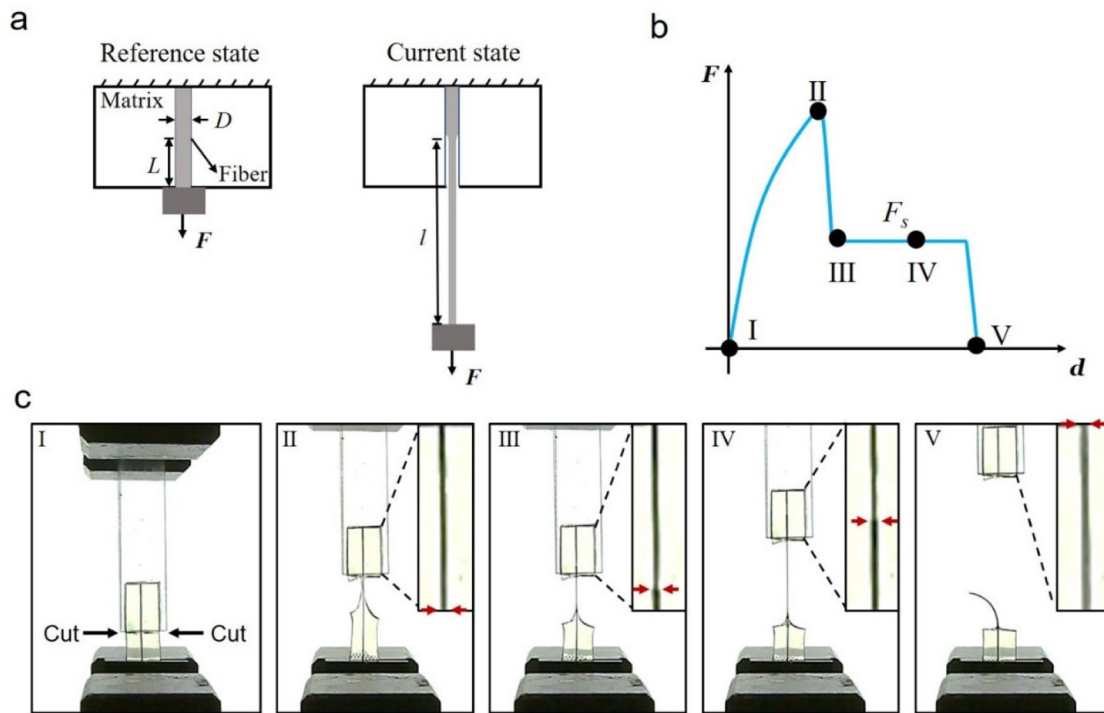 a
Reference state
Matrix
D
L
Fiber
F
Current state
l
F
b
F
II
F_s
III
IV
I
V
d
c
I
Cut
Cut
II
III
IV
V